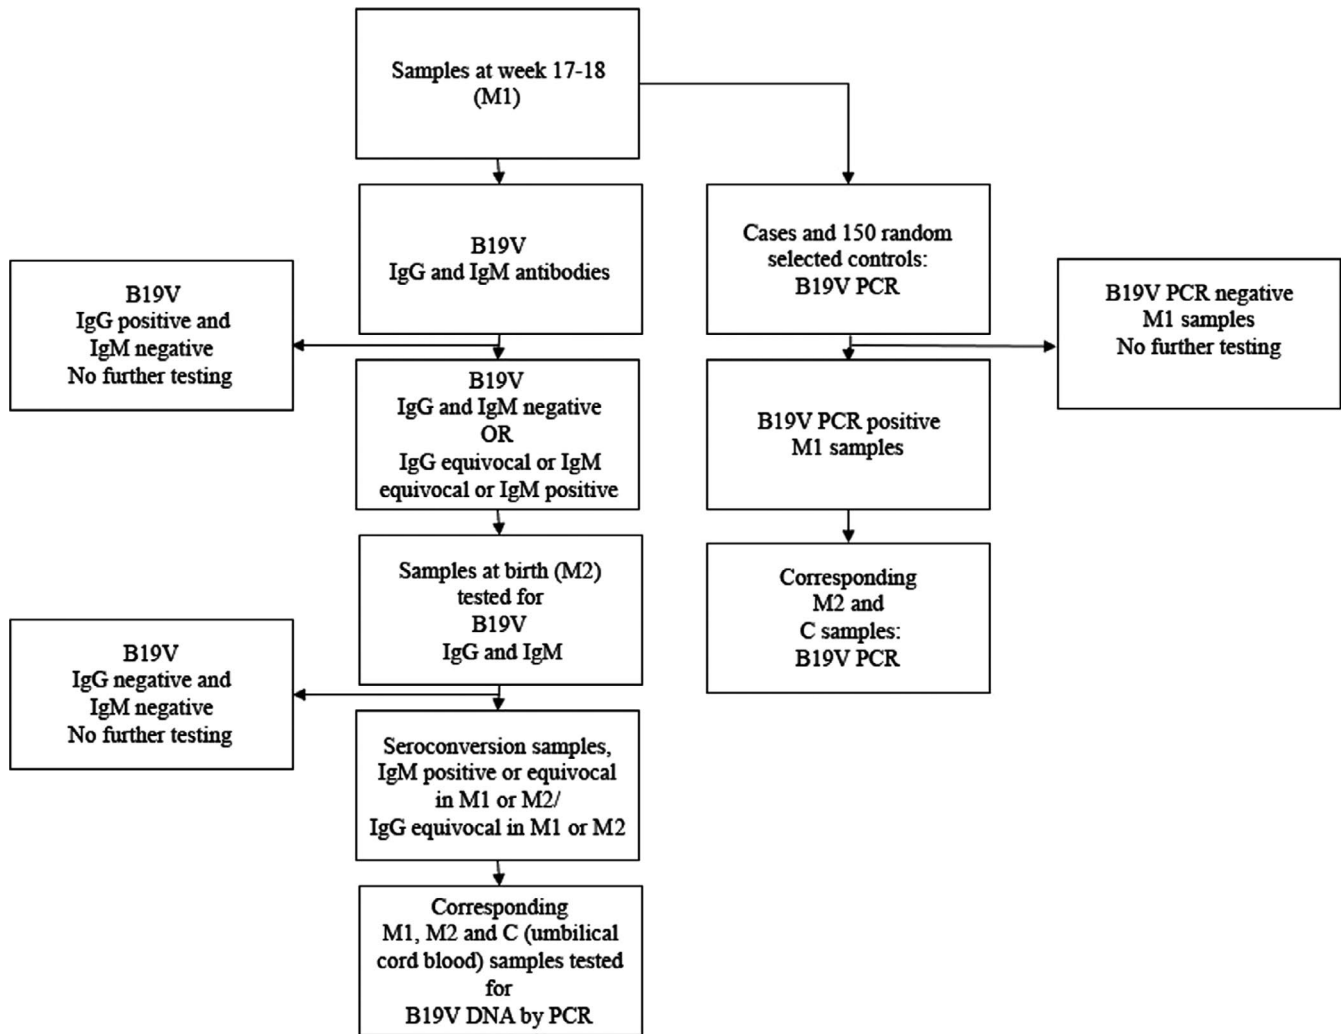 Samples at week 17-18
(M1)
B19V
IgG and IgM antibodies
Cases and 150 random
selected controls:
B19V PCR
B19V
IgG positive and
IgM negative
No further testing
B19V PCR negative
M1 samples
No further testing
B19V
IgG and IgM negative
OR
IgG equivocal or IgM
equivocal or IgM positive
B19V PCR positive
M1 samples
Samples at birth (M2)
tested for
B19V
IgG and IgM
Corresponding
M2 and
C samples:
B19V PCR
B19V
IgG negative and
IgM negative
No further testing
Seroconversion samples,
IgM positive or equivocal
in M1 or M2/
IgG equivocal in M1 or M2
Corresponding
M1, M2 and C (umbilical
cord blood) samples tested
for
B19V DNA by PCR